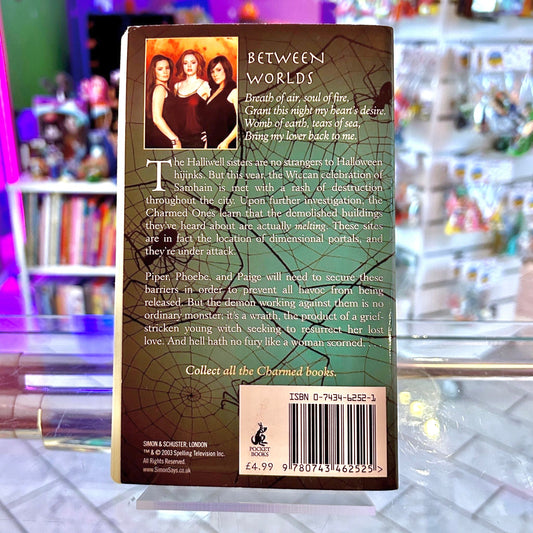 BETWEEN
WORLDS
Breath of air, soul of fire,
Grant this night my heart's desire.
Womb of earth, tears of sea,
Bring my lover back to me.
The Halliwell sisters are no strangers to Halloween
hijinks. But this year, the Wiccan celebration of
Samhain is met with a rash of destruction
throughout the city. Upon further investigation, the
Charmed Ones learn that the demolished buildings
they've heard about are actually melting. These sites
are in fact the location of dimensional portals, and
they're under attack.
Piper, Phoebe, and Paige will need to secure these
barriers in order to prevent all havoc from being
released. But the demon working against them is no
ordinary monster; it's a wraith, the product of a grief-
stricken young witch seeking to resurrect her lost
love. And hell hath no fury like a woman scorned. . . .
Collect all the Charmed books.
ISBN 0-7434-6252-1
SIMON & SCHUSTER, LONDON
™ & © 2003 Spelling Television Inc.
All Rights Reserved.
www.SimonSays.co.uk
POCKET
BOOKS
£4.99
9 780743 462525 >